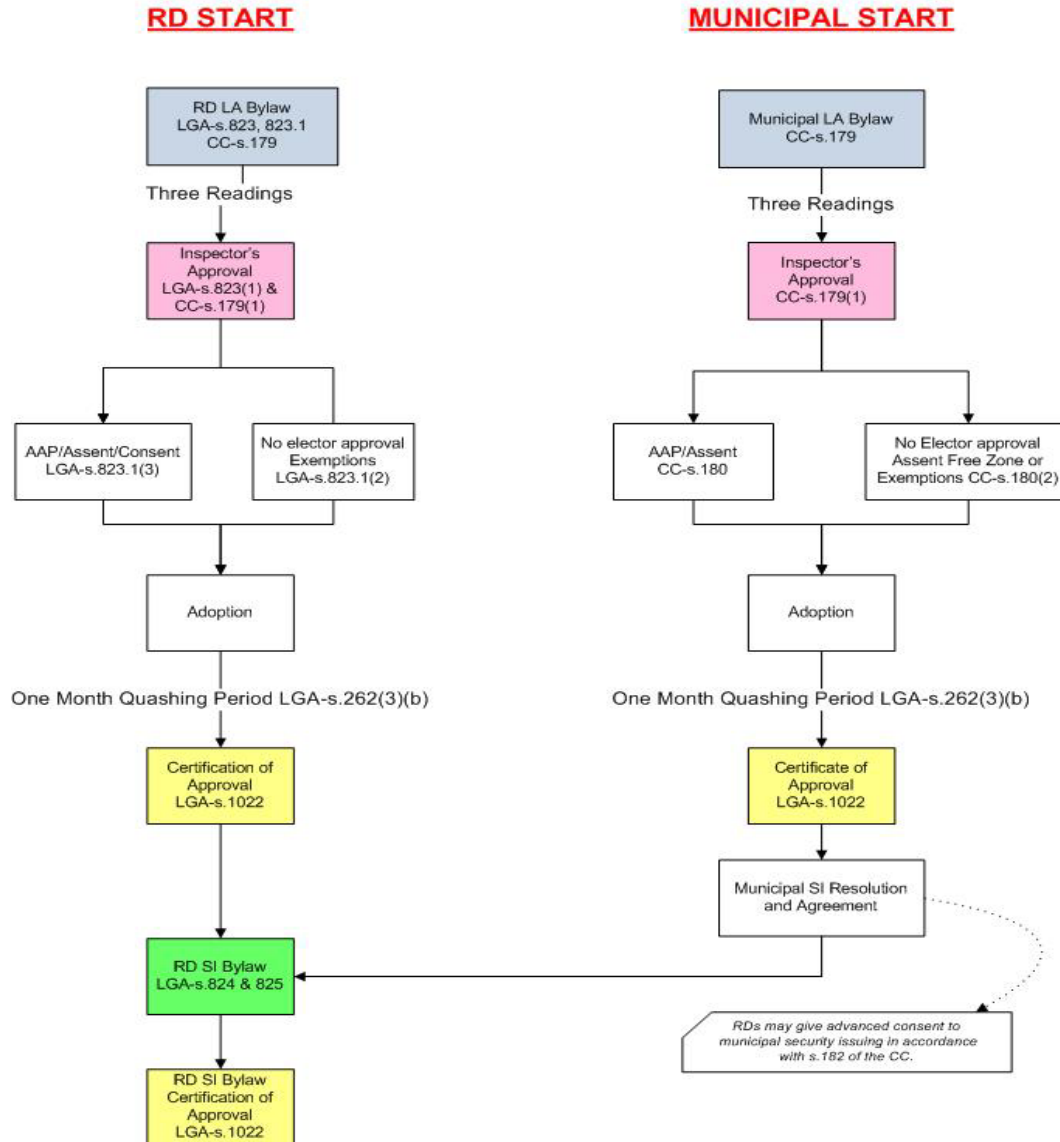 RD START
RD LA Bylaw
LGA-s.823, 823.1
CC-s.179
Three Readings
Inspector's
Approval
LGA-s.823(1) &
CC-s.179(1)
AAP/Assent/Consent
LGA-s.823.1(3)
No elector approval
Exemptions
LGA-s.823.1(2)
Adoption
One Month Quashing Period LGA-s.262(3)(b)
Certification of
Approval
LGA-s.1022
RD SI Bylaw
LGA-s.824 & 825
RD SI Bylaw
Certification of
Approval
LGA-s.1022
MUNICIPAL START
Municipal LA Bylaw
CC-s.179
Three Readings
Inspector's
Approval
CC-s.179(1)
AAP/Assent
CC-s.180
No Elector approval
Assent Free Zone or
Exemptions CC-s.180(2)
Adoption
One Month Quashing Period LGA-s.262(3)(b)
Certificate of
Approval
LGA-s.1022
Municipal SI Resolution
and Agreement
RDs may give advanced consent to
municipal security issuing in accordance
with s.182 of the CC.